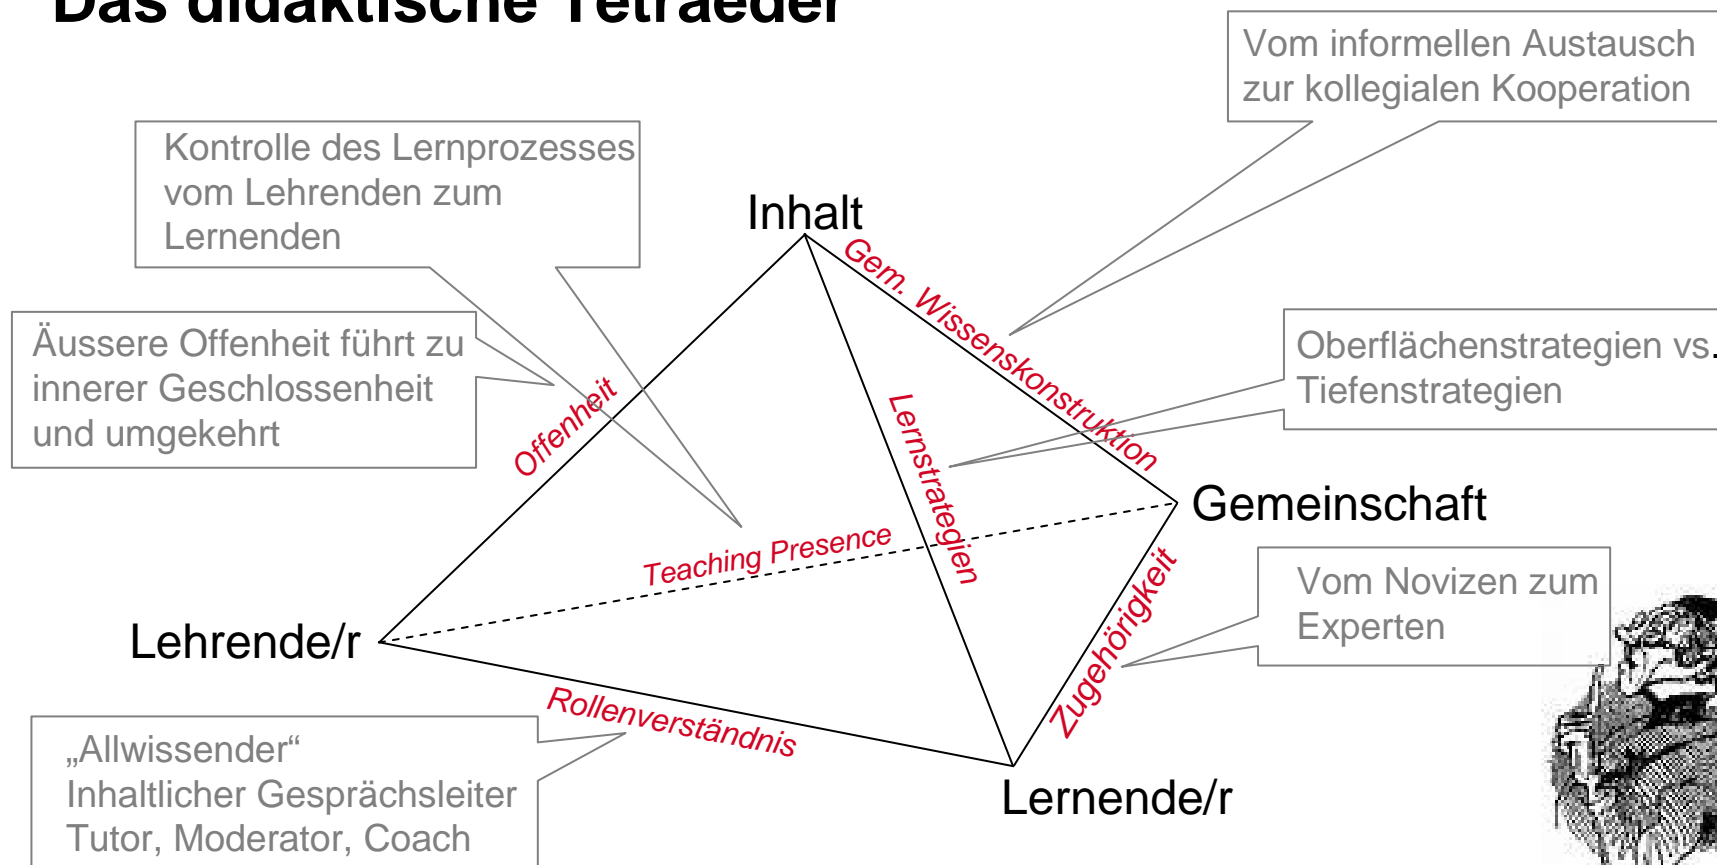 Das didaktische Tetraeder
Vom informellen Austausch
zur kollegialen Kooperation
Kontrolle des Lernprozesses
vom Lehrenden zum
Lernenden
Inhalt
Gem. Wissenskonstruktion
Äussere Offenheit führt zu
innerer Geschlossenheit
und umgekehrt
Offenheit
Oberflächenstrategien vs.
Tiefenstrategien
Lernstrategien
Gemeinschaft
Teaching Presence
Vom Novizen zum
Experten
Zugehörigkeit
Lehrende/r
Rollenverständnis
„Allwissender“
Inhaltlicher Gesprächsleiter
Tutor, Moderator, Coach
Lernende/r